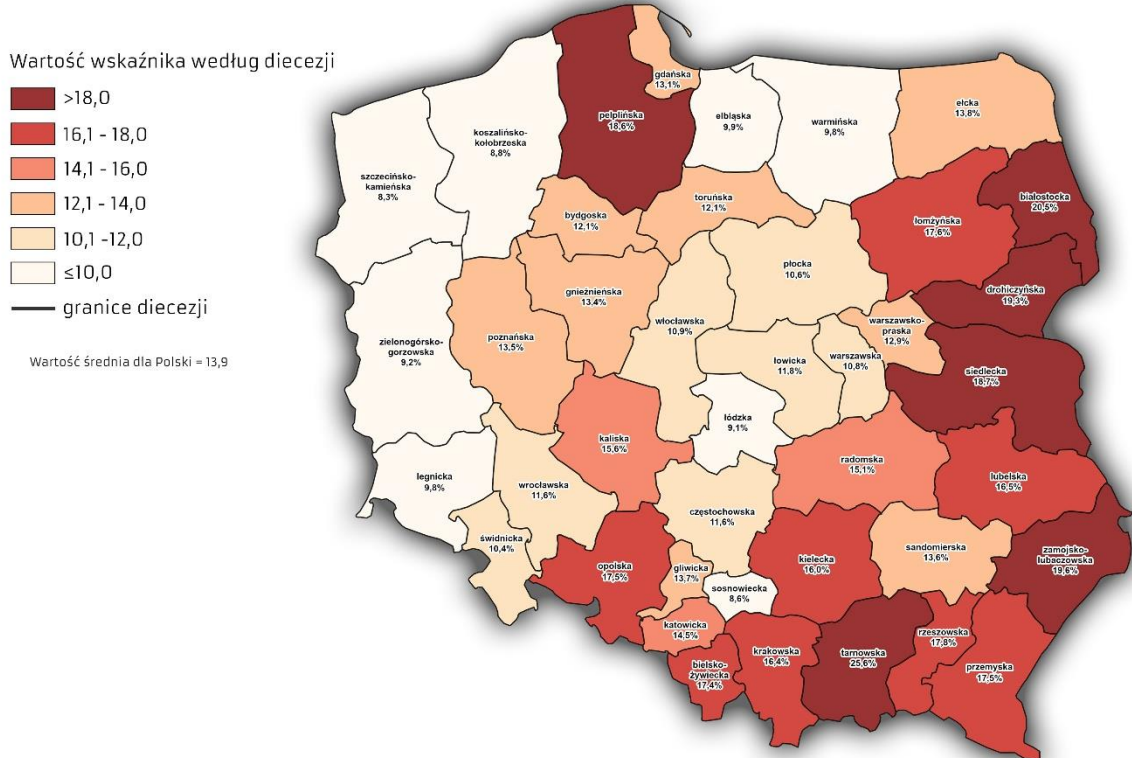 Wartość wskaźnika według diecezji
>18,0
16,1 - 18,0
14,1 - 16,0
12,1 - 14,0
10,1 -12,0
≤10,0
granice diecezji
Wartość średnia dla Polski = 13,9
gdańska
13,1%
pelplińska
18,6%
elbląska
9,9%
warmińska
9,8%
ełcka
13,8%
koszalińsko-
kołobrzeska
8,8%
szczecińsko-
kamieńska
8,3%
bydgoska
12,1%
toruńska
12,1%
łomżyńska
17,6%
białostocka
20,5%
płocka
10,6%
drohiczyńska
19,3%
gnieźnieńska
13,4%
włocławska
10,9%
warszawsko-
praska
12,9%
zielonogórsko-
gorzowska
9,2%
poznańska
13,5%
łowicka
11,8%
warszawska
10,8%
siedlecka
18,7%
łódzka
9,1%
kaliska
15,6%
radomska
15,1%
lubelska
16,5%
legnicka
9,8%
wrocławska
11,6%
częstochowska
11,6%
świdnicka
10,4%
opolska
17,5%
gliwicka
13,7%
kielecka
16,0%
sandomierska
13,6%
zamojsko-
lubaczowska
19,6%
sosnowiecka
8,6%
katowicka
14,5%
bielsko-
żywiecka
17,4%
krakowska
16,4%
tarnowska
25,6%
rzeszowska
17,8%
przemyska
17,5%